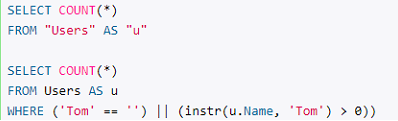 SELECT COUNT(*)
FROM "Users" AS "u"
SELECT COUNT(*)
FROM Users AS u
WHERE ('Tom' == '') || (instr(u.Name, 'Tom') > 0))